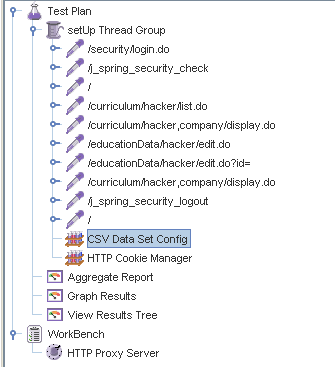 Test Plan
setUp Thread Group
/security/login.do
/j_spring_security_check
/
/curriculum/hacker/list.do
/curriculum/hacker,company/display.do
/educationData/hacker/edit.do
/educationData/hacker/edit.do?id=
/curriculum/hacker,company/display.do
/j_spring_security_logout
/
CSV Data Set Config
HTTP Cookie Manager
Aggregate Report
Graph Results
View Results Tree
WorkBench
HTTP Proxy Server